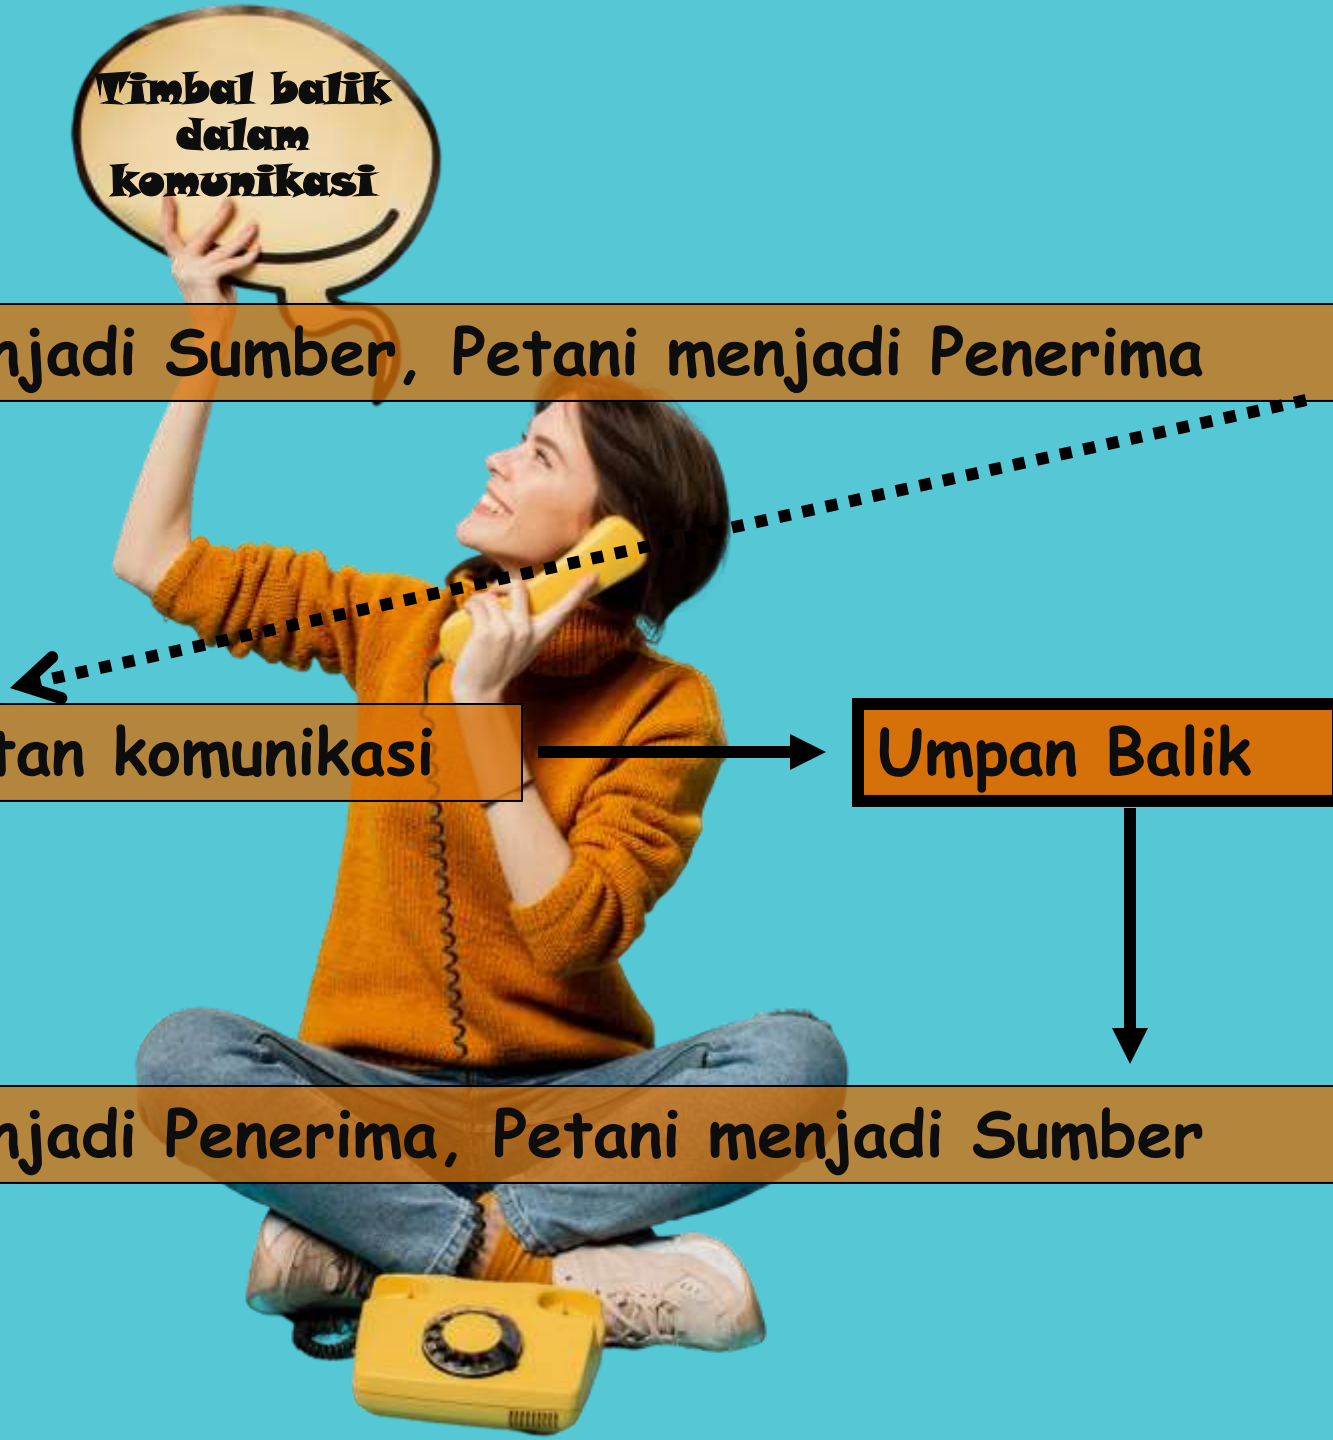 Timbal balik
dalam
komunikasi
njadi Sumber, Petani menjadi Penerima
tan komunikasi
Umpan Balik
njadi Penerima, Petani menjadi Sumber